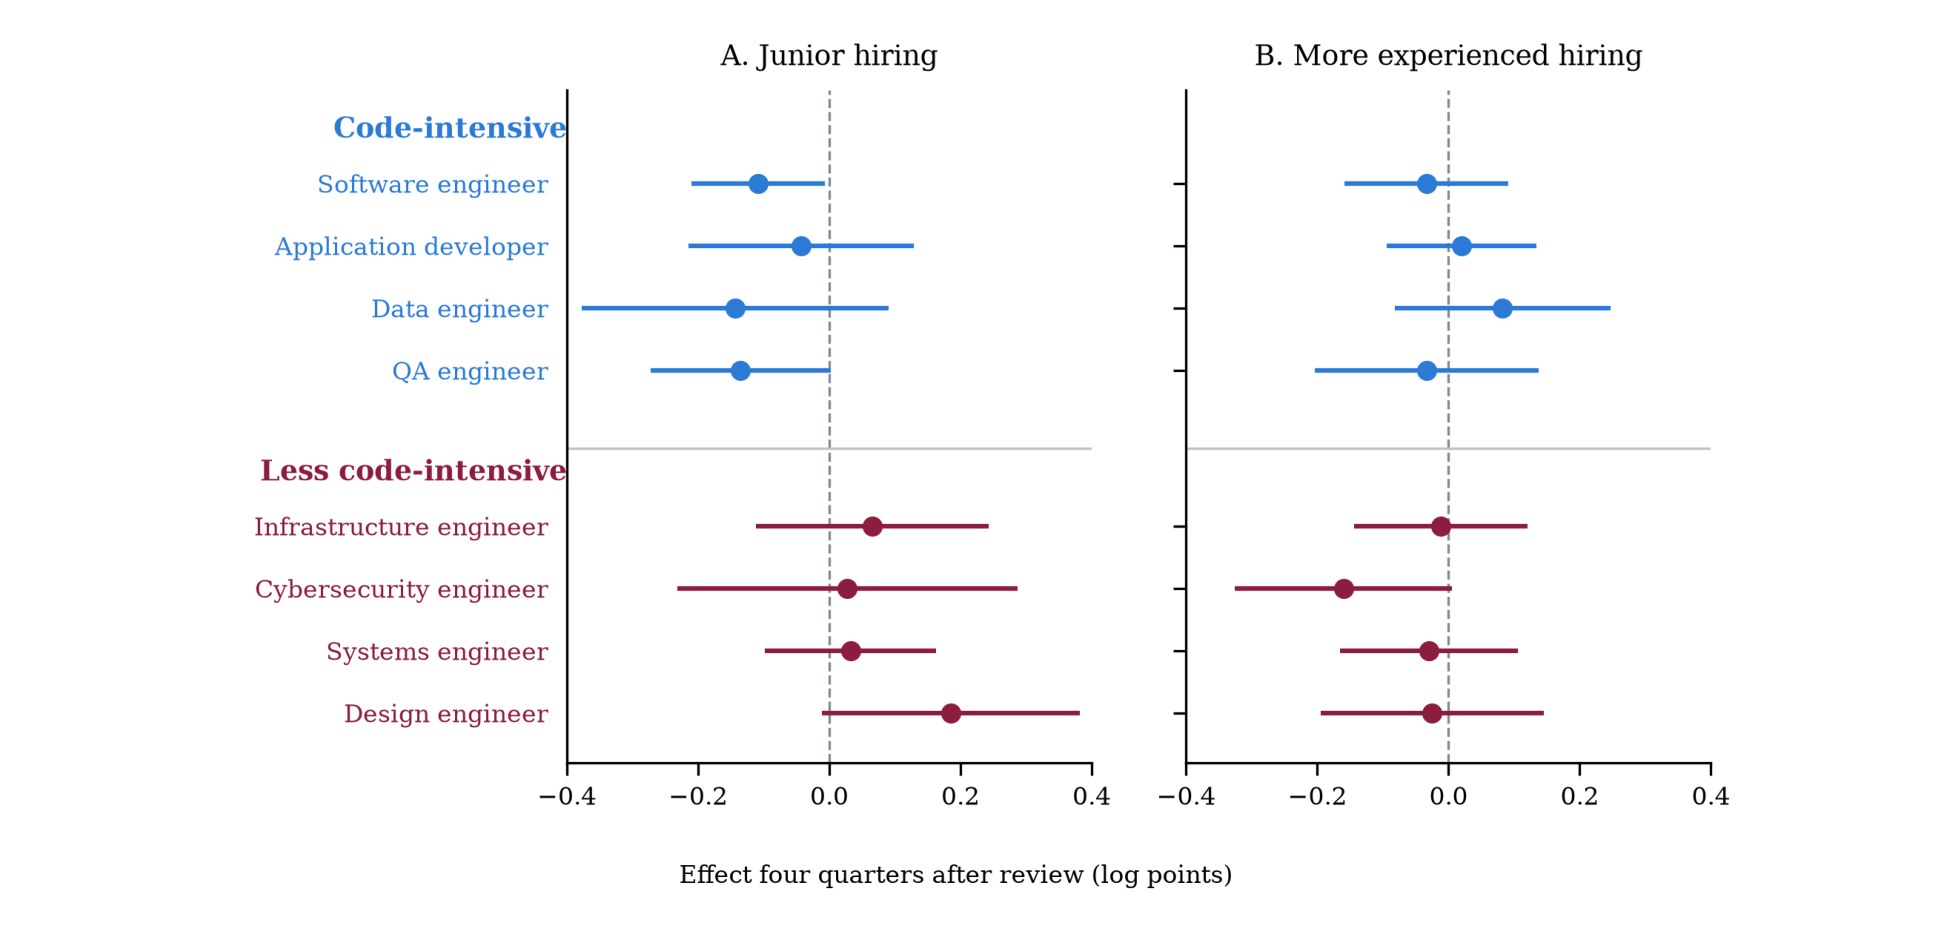 A. Junior hiring
B. More experienced hiring
Code-intensive
Software engineer
Application developer
Data engineer
QA engineer
Less code-intensive
Infrastructure engineer
Cybersecurity engineer
Systems engineer
Design engineer
−0.4 −0.2 0.0 0.2 0.4
−0.4 −0.2 0.0 0.2 0.4
Effect four quarters after review (log points)